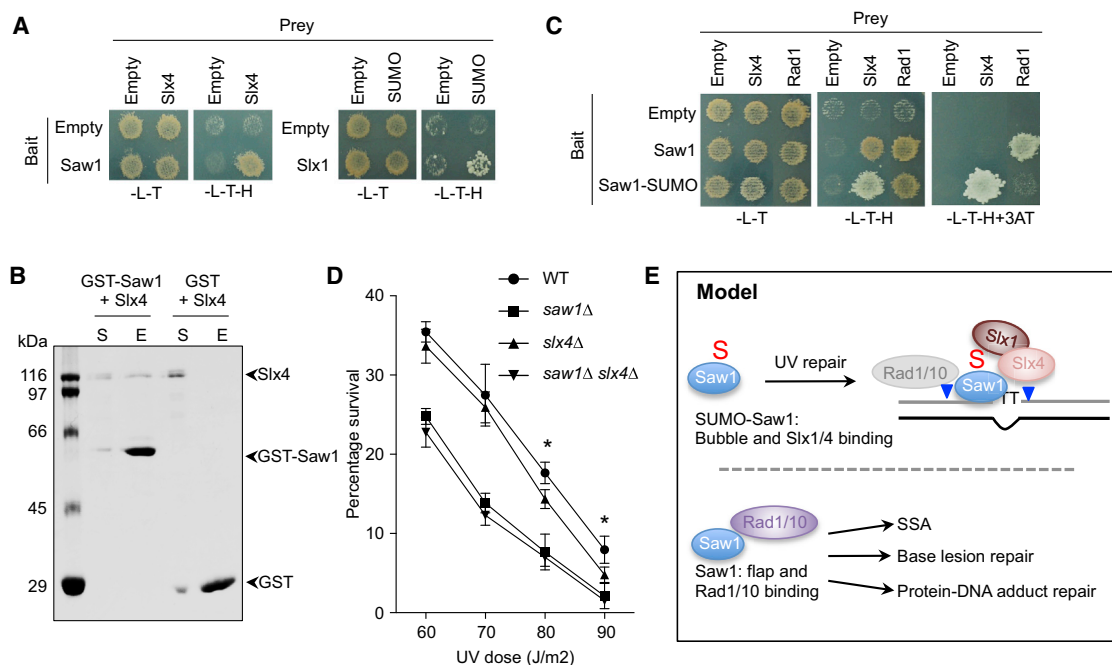 A
Prey
Empty
Slx4
Empty
Slx4
Empty
SUMO
Empty
SUMO
Bait
Empty
Saw1
Empty
Slx1
-L-T
-L-T-H
-L-T
-L-T-H
C
Prey
Empty
Slx4
Rad1
Empty
Slx4
Rad1
Empty
Slx4
Rad1
Bait
Empty
Saw1
Saw1-SUMO
-L-T
-L-T-H
-L-T-H+3AT
B
GST-Saw1
+ Slx4
GST
+ Slx4
kDa
S
E
S
E
116
97
66
45
29
Slx4
GST-Saw1
GST
D
WT
saw1Δ
slx4Δ
saw1Δ slx4Δ
Percentage survival
40
30
20
10
0
*
*
60
70
80
90
UV dose (J/m2)
E
Model
S
Saw1
UV repair
Rad1/10
S
Saw1
Slx1
Slx4
TT
SUMO-Saw1:
Bubble and Slx1/4 binding
Rad1/10
Saw1
Saw1: flap and
Rad1/10 binding
SSA
Base lesion repair
Protein-DNA adduct repair